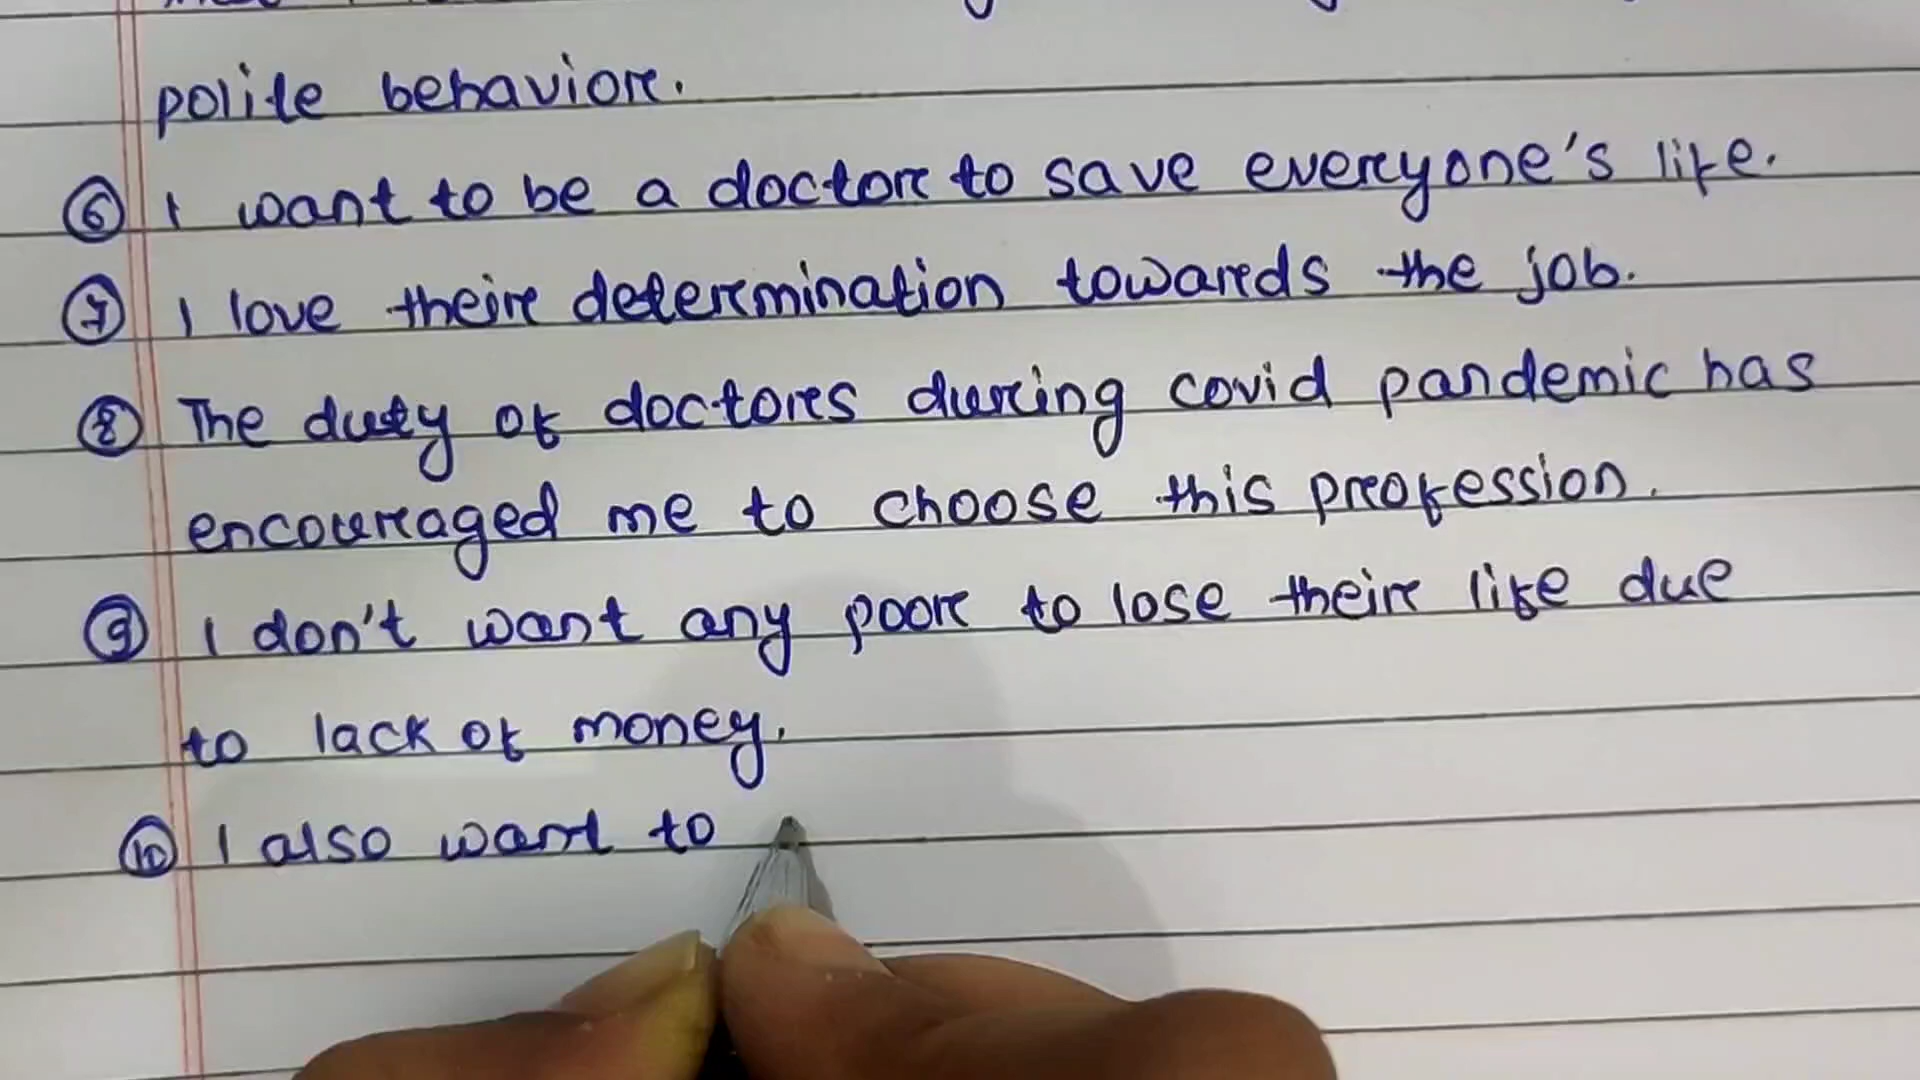 polite behavior.
⑥ I want to be a doctor to save everyone's life.
⑦ I love their determination towards the job.
⑧ The duty of doctors during covid pandemic has
encouraged me to choose this profession.
⑨ I don't want any poor to lose their life due
to lack of money.
⑩ I also want to